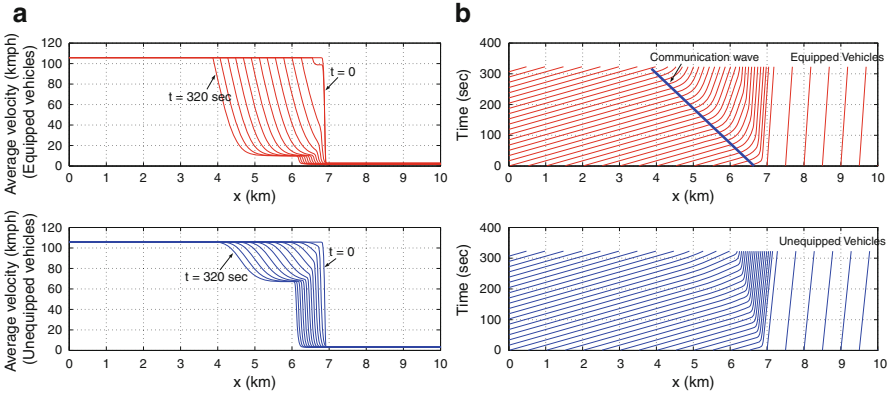 a
Average velocity (kmph)
(Equipped vehicles)
120
100
80
60
40
20
0
t = 0
t = 320 sec
0 1 2 3 4 5 6 7 8 9 10
x (km)
Average velocity (kmph)
(Unequipped vehicles)
120
100
80
60
40
20
0
t = 0
t = 320 sec
0 1 2 3 4 5 6 7 8 9 10
x (km)
b
Time (sec)
400
300
200
100
0
Communication wave
Equipped Vehicles
0 1 2 3 4 5 6 7 8 9 10
x (km)
Time (sec)
400
300
200
100
0
Unequipped Vehicles
0 1 2 3 4 5 6 7 8 9 10
x (km)